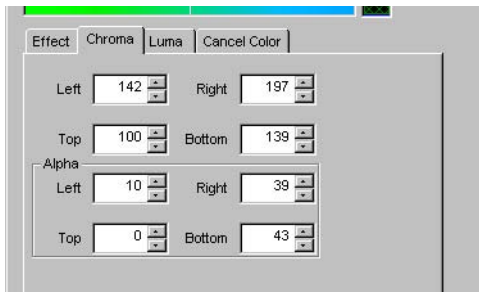 Effect Chroma Luma Cancel Color
Left 142 Right 197
Top 100 Bottom 139
Alpha
Left 10 Right 39
Top 0 Bottom 43